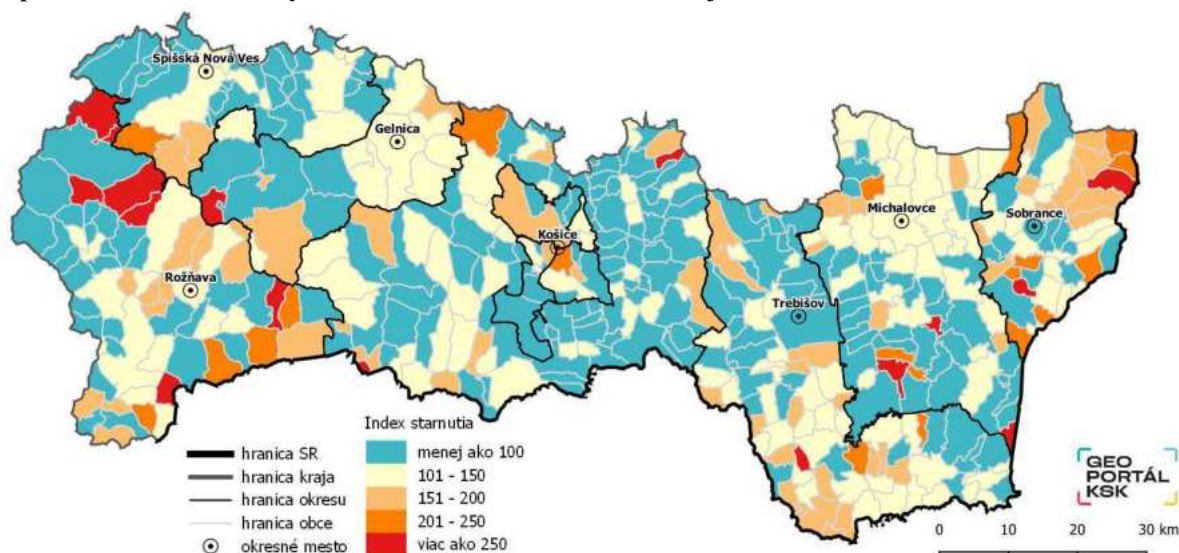 Spišská Nová Ves
Gelnica
Michalovce
Sobrance
Košice
Rožňava
Trebišov
Index starnutia
hranica SR
hranica kraja
hranica okresu
hranica obce
okresné mesto
menej ako 100
101 - 150
151 - 200
201 - 250
viac ako 250
GEO
PORTÁL
KSK
0 10 20 30 km